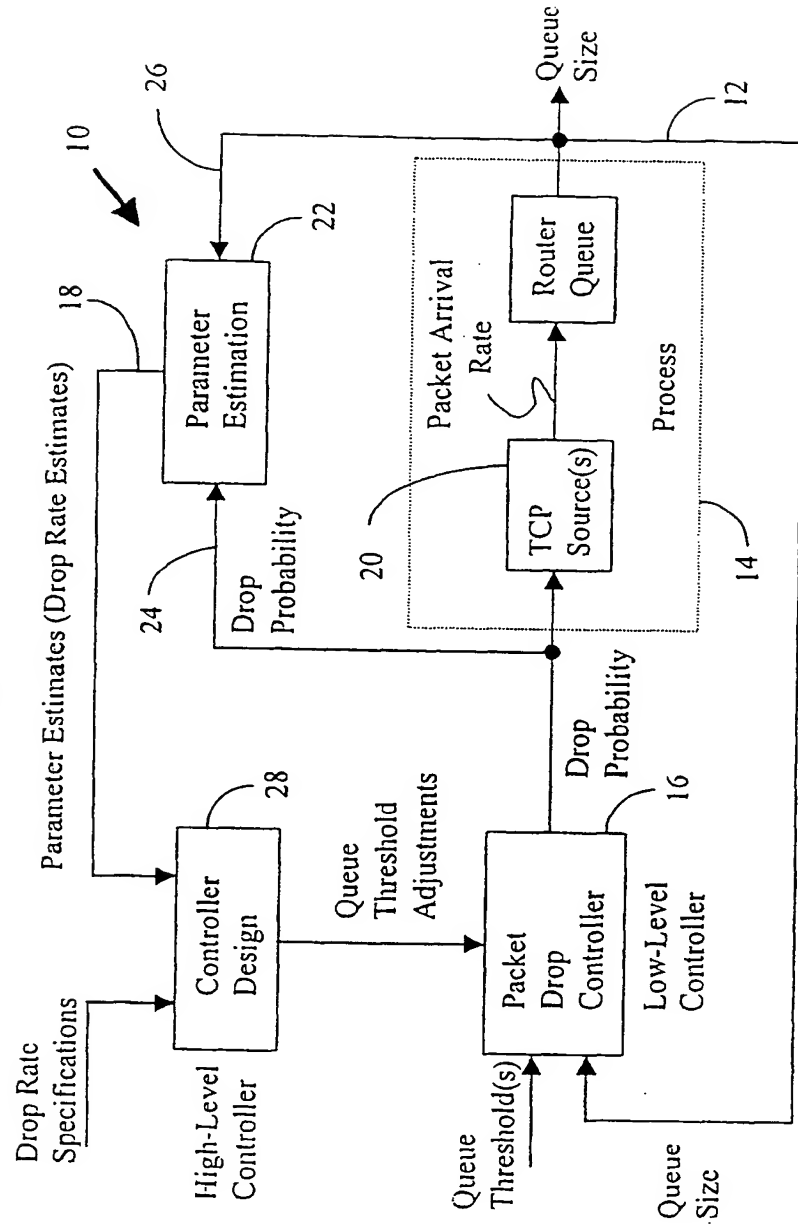 10
Parameter Estimates (Drop Rate Estimates)
18
26
Drop Rate
Specifications
High-Level
Controller
Controller
Design
28
24
Drop
Probability
Parameter
Estimation
22
Queue
Threshold
Adjustments
Queue
Threshold(s)
Queue
Size
Packet
Drop
Controller
16
Low-Level
Controller
Drop
Probability
20
TCP
Source(s)
Packet Arrival
Rate
Router
Queue
Process
14
Queue
Size
12